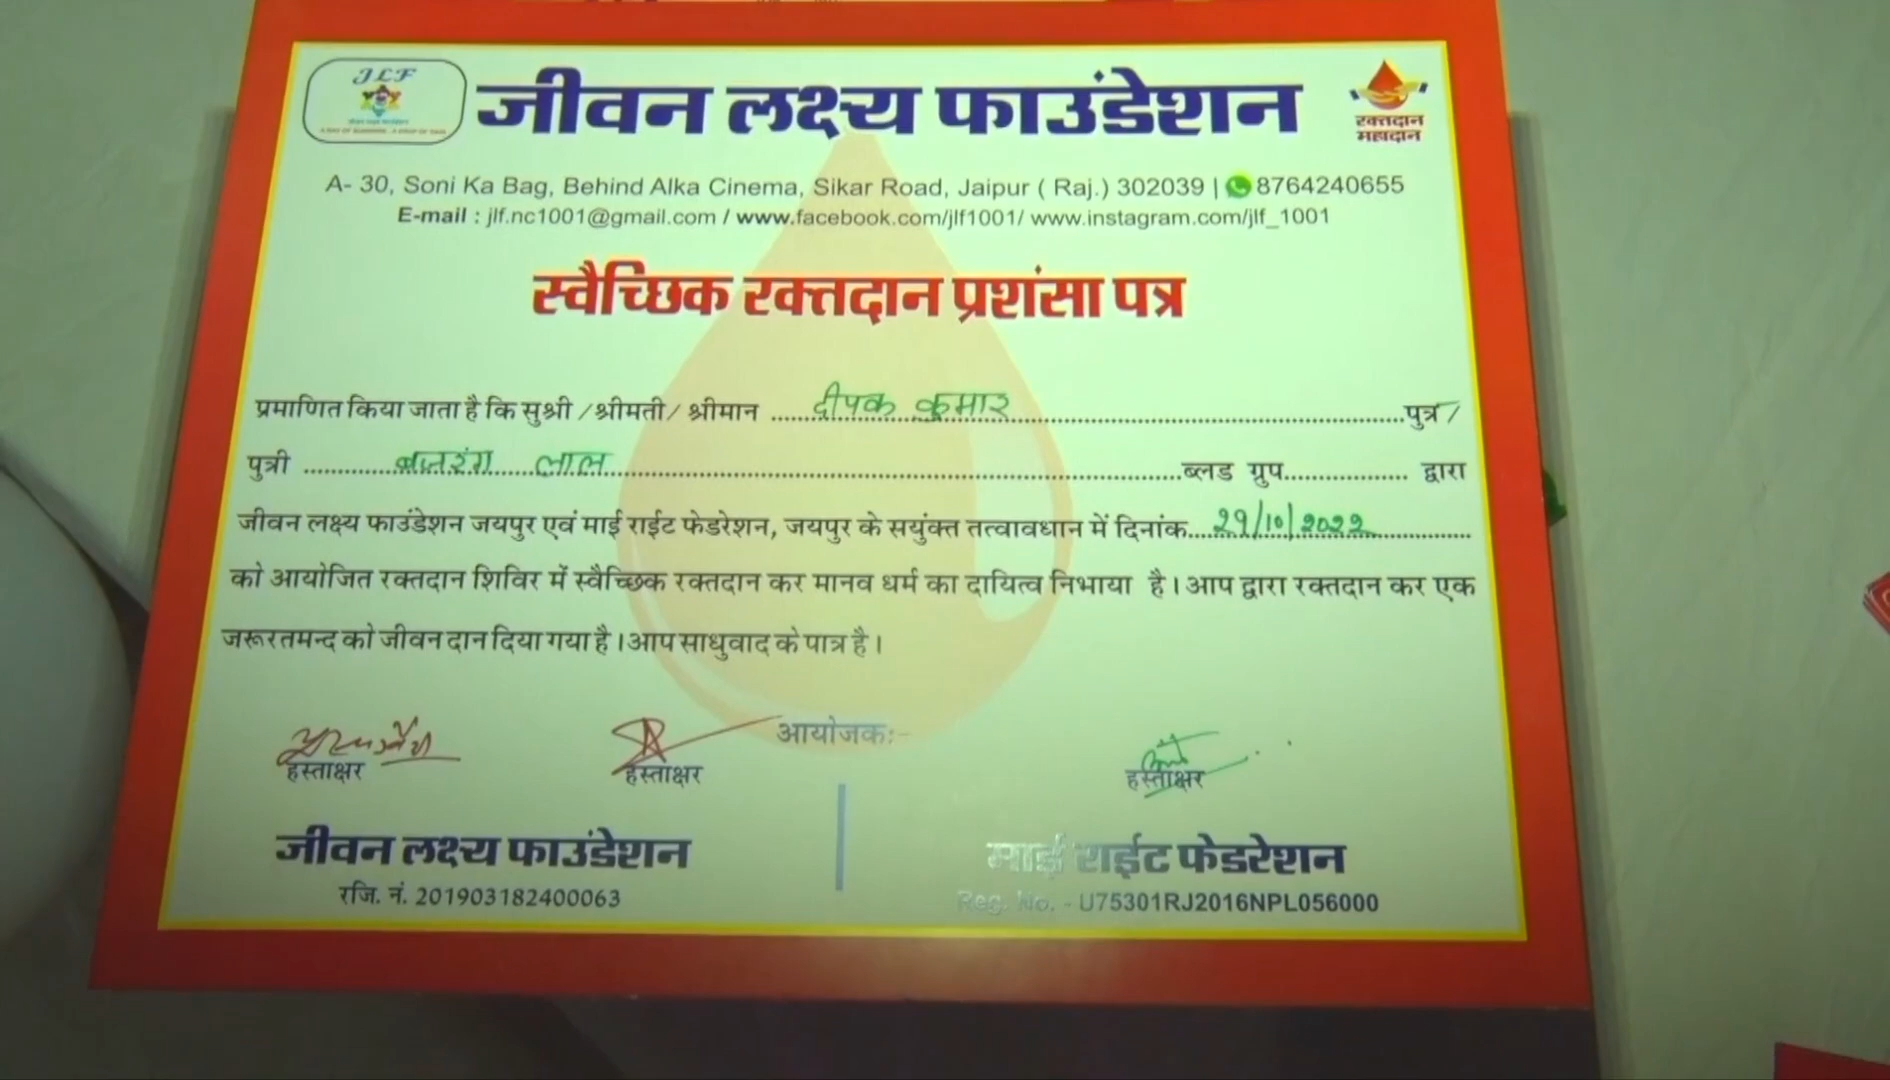 JLF
जीवन लक्ष्य फाउंडेशन
रक्तदान
महादान
A- 30, Soni Ka Bag, Behind Alka Cinema, Sikar Road, Jaipur ( Raj.) 302039 | 8764240655
E-mail : jlf.nc1001@gmail.com / www.facebook.com/jlf1001/ www.instagram.com/jlf_1001
स्वैच्छिक रक्तदान प्रशंसा पत्र
प्रमाणित किया जाता है कि सुश्री / श्रीमती / श्रीमान ..... दीपक कुमार ..... पुत्र /
पुत्री ..... बजरंग लाल ..... ब्लड ग्रुप ..... द्वारा
जीवन लक्ष्य फाउंडेशन जयपुर एवं माई राईट फेडरेशन, जयपुर के सयुंक्त तत्वावधान में दिनांक..... 29/10/2022 .....
को आयोजित रक्तदान शिविर में स्वैच्छिक रक्तदान कर मानव धर्म का दायित्व निभाया है। आप द्वारा रक्तदान कर एक
जरूरतमन्द को जीवन दान दिया गया है। आप साधुवाद के पात्र है।
आयोजक:-
हस्ताक्षर हस्ताक्षर हस्ताक्षर
जीवन लक्ष्य फाउंडेशन माई राईट फेडरेशन
रजि. नं. 201903182400063 Reg. No. - U75301RJ2016NPL056000